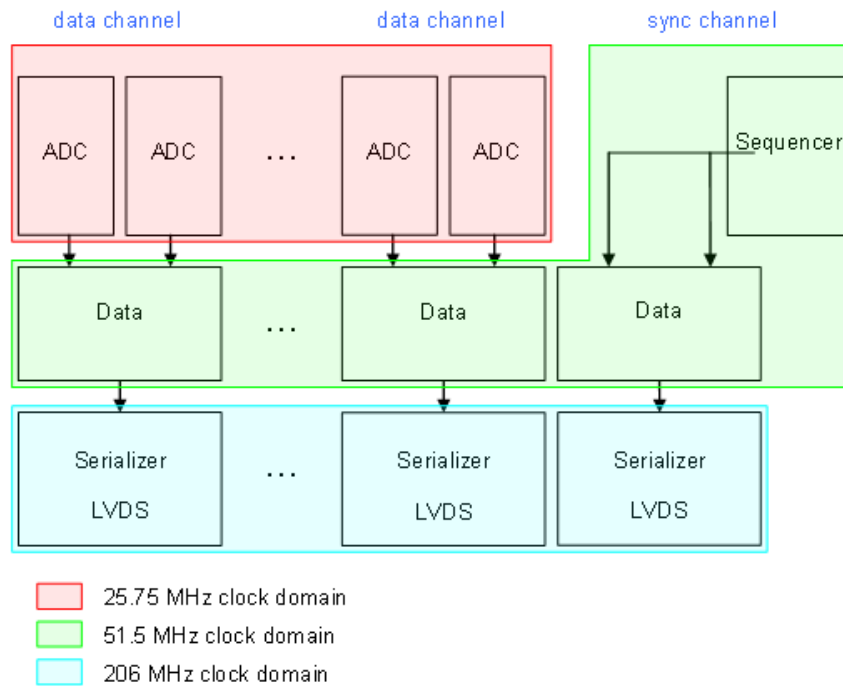 data channel
data channel
sync channel
ADC
ADC
...
ADC
ADC
Sequencer
Data
...
Data
Data
Serializer
LVDS
...
Serializer
LVDS
Serializer
LVDS
25.75 MHz clock domain
51.5 MHz clock domain
206 MHz clock domain